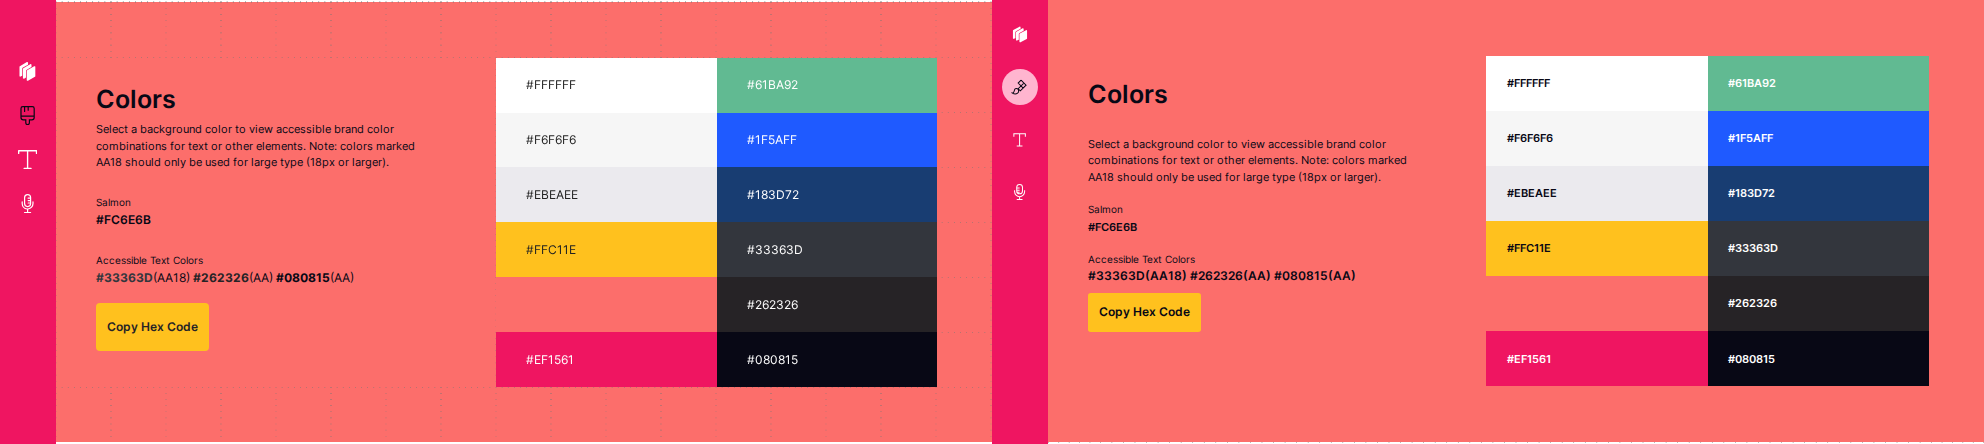 Colors
Select a background color to view accessible brand color
combinations for text or other elements. Note: colors marked
AA18 should only be used for large type (18px or larger).
Salmon
#FC6E6B
Accessible Text Colors
#33363D(AA18) #262326(AA) #080815(AA)
Copy Hex Code
#FFFFFF #61BA92
#F6F6F6 #1F5AFF
#EBEAEE #183D72
#FFC11E #33363D
#262326
#EF1561 #080815
Colors
Select a background color to view accessible brand color
combinations for text or other elements. Note: colors marked
AA18 should only be used for large type (18px or larger).
Salmon
#FC6E6B
Accessible Text Colors
#33363D(AA18) #262326(AA) #080815(AA)
Copy Hex Code
#FFFFFF #61BA92
#F6F6F6 #1F5AFF
#EBEAEE #183D72
#FFC11E #33363D
#262326
#EF1561 #080815